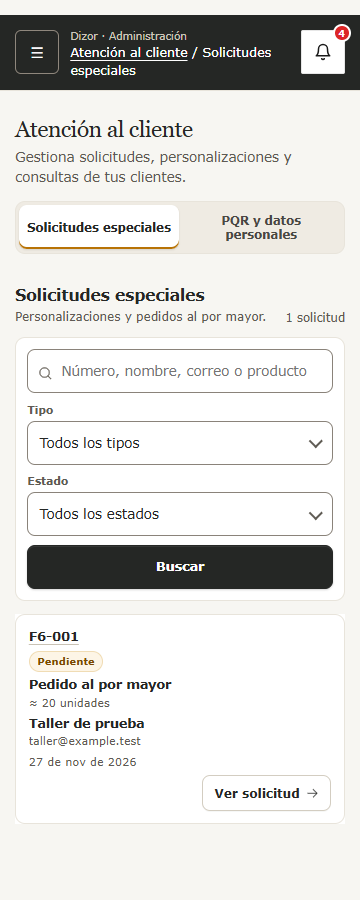 Dizor · Administración
Atención al cliente / Solicitudes
especiales
4
Atención al cliente
Gestiona solicitudes, personalizaciones y
consultas de tus clientes.
Solicitudes especiales
PQR y datos
personales
Solicitudes especiales
Personalizaciones y pedidos al por mayor.
1 solicitud
Número, nombre, correo o producto
Tipo
Todos los tipos
Estado
Todos los estados
Buscar
F6-001
Pendiente
Pedido al por mayor
≈ 20 unidades
Taller de prueba
taller@example.test
27 de nov de 2026
Ver solicitud →